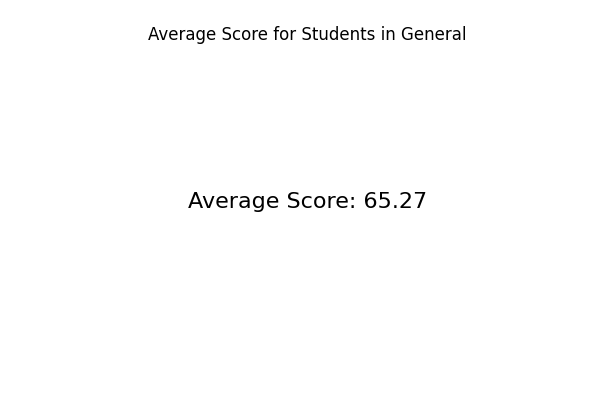 Average Score for Students in General
Average Score: 65.27